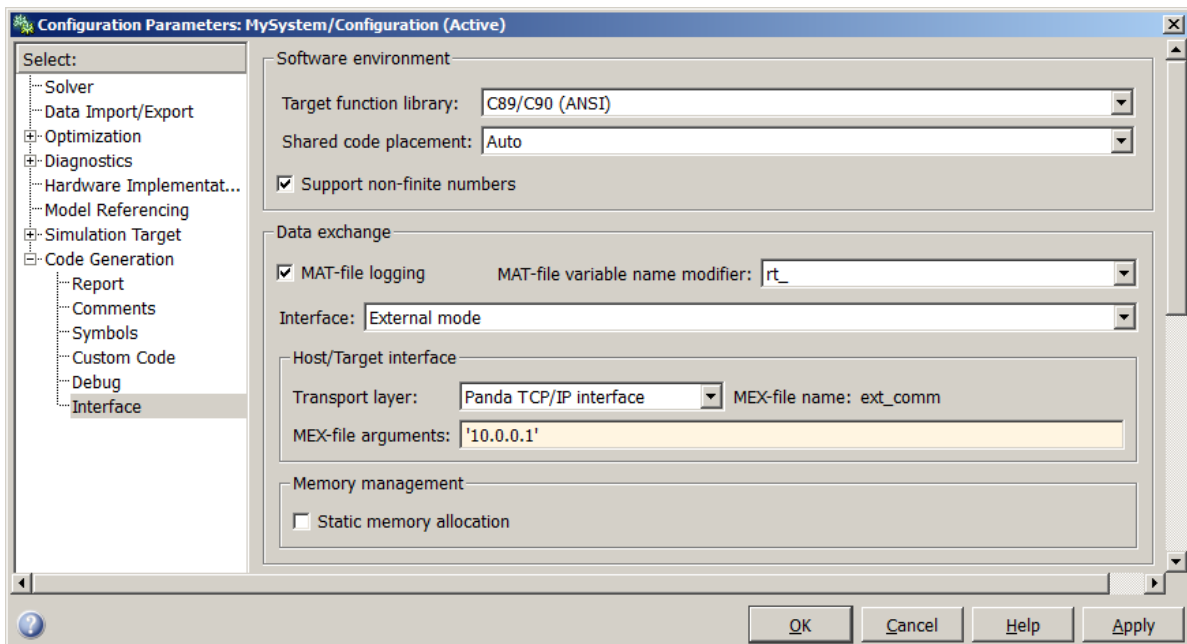 Configuration Parameters: MySystem/Configuration (Active)
Select:
Solver
Data Import/Export
Optimization
Diagnostics
Hardware Implementat...
Model Referencing
Simulation Target
Code Generation
Report
Comments
Symbols
Custom Code
Debug
Interface
Software environment
Target function library: C89/C90 (ANSI)
Shared code placement: Auto
Support non-finite numbers
Data exchange
MAT-file logging MAT-file variable name modifier: rt_
Interface: External mode
Host/Target interface
Transport layer: Panda TCP/IP interface MEX-file name: ext_comm
MEX-file arguments: '10.0.0.1'
Memory management
Static memory allocation
OK Cancel Help Apply